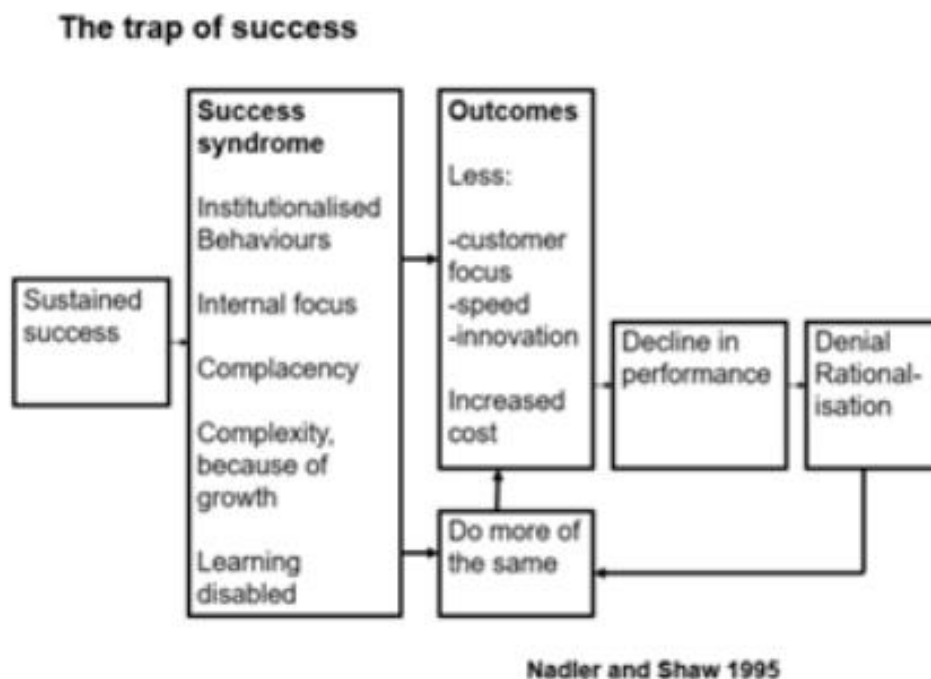 The trap of success
Sustained
success
Success
syndrome
Institutionalised
Behaviours
Internal focus
Complacency
Complexity,
because of
growth
Learning
disabled
Outcomes
Less:
-customer
focus
-speed
-innovation
Increased
cost
Do more of
the same
Decline in
performance
Denial
Rational-
isation
Nadler and Shaw 1995